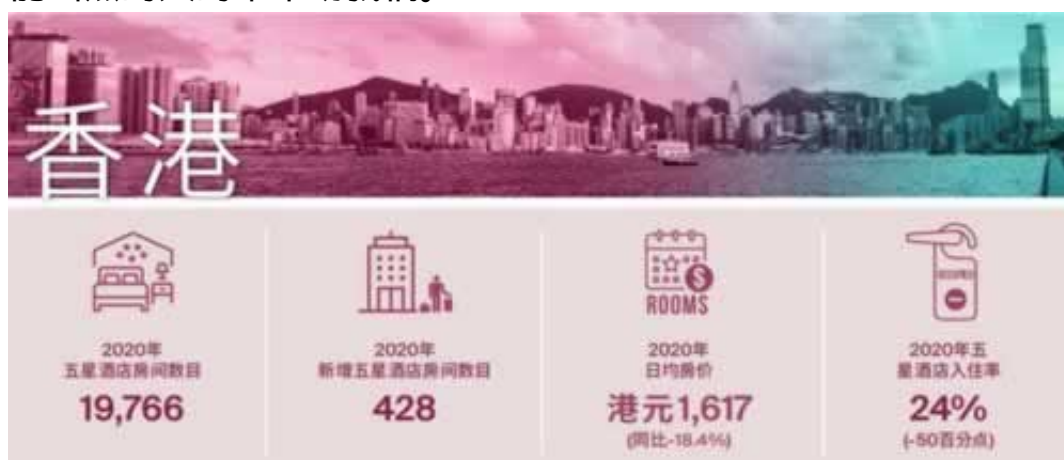 香港
ROOMS
2020年
五星酒店房间数目
19,766
2020年
新增五星酒店房间数目
428
2020年
日均房价
港元1,617
(同比-18.4%)
2020年五
星酒店入住率
24%
(-50百分点)